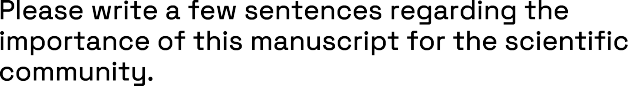 Please write a few sentences regarding the
importance of this manuscript for the scientific
community.